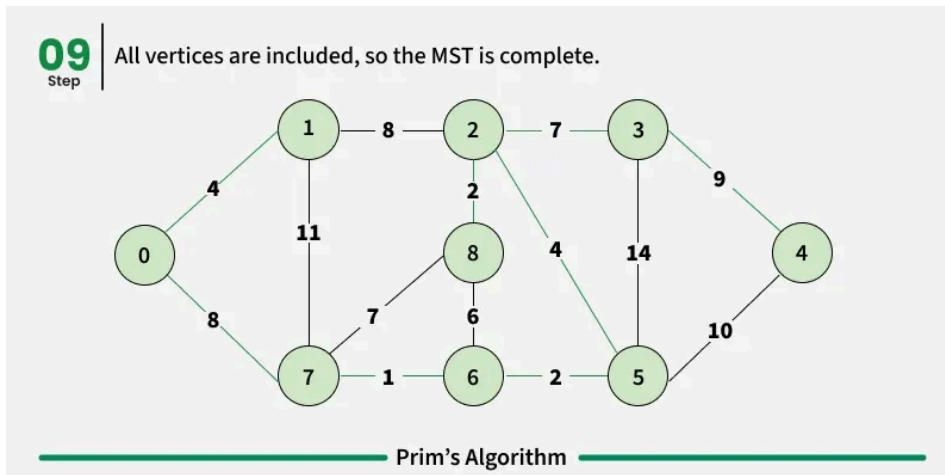 09
Step
All vertices are included, so the MST is complete.
1 8 2 7 3
4 9
2
11
0 8 4 14 4
8 7 6 10
7 1 6 2 5
Prim's Algorithm